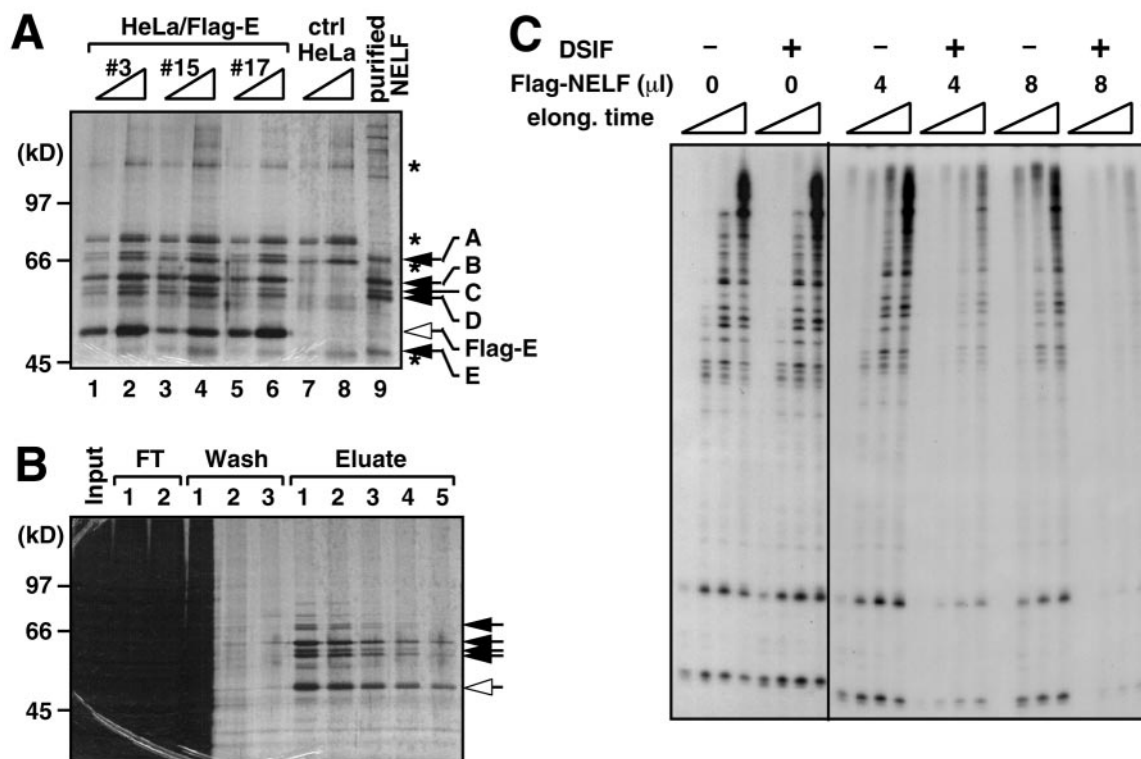 A
HeLa/Flag-E
ctrl
HeLa
purified
NELF
#3 #15 #17
(kD)
97
66
45
*
*
*
*
A
B
C
D
Flag-E
E
1 2 3 4 5 6 7 8 9
B
Input
FT
Wash
Eluate
1 2 1 2 3 1 2 3 4 5
(kD)
97
66
45
C
DSIF − + − + − +
Flag-NELF (μl) 0 0 4 4 8 8
elong. time